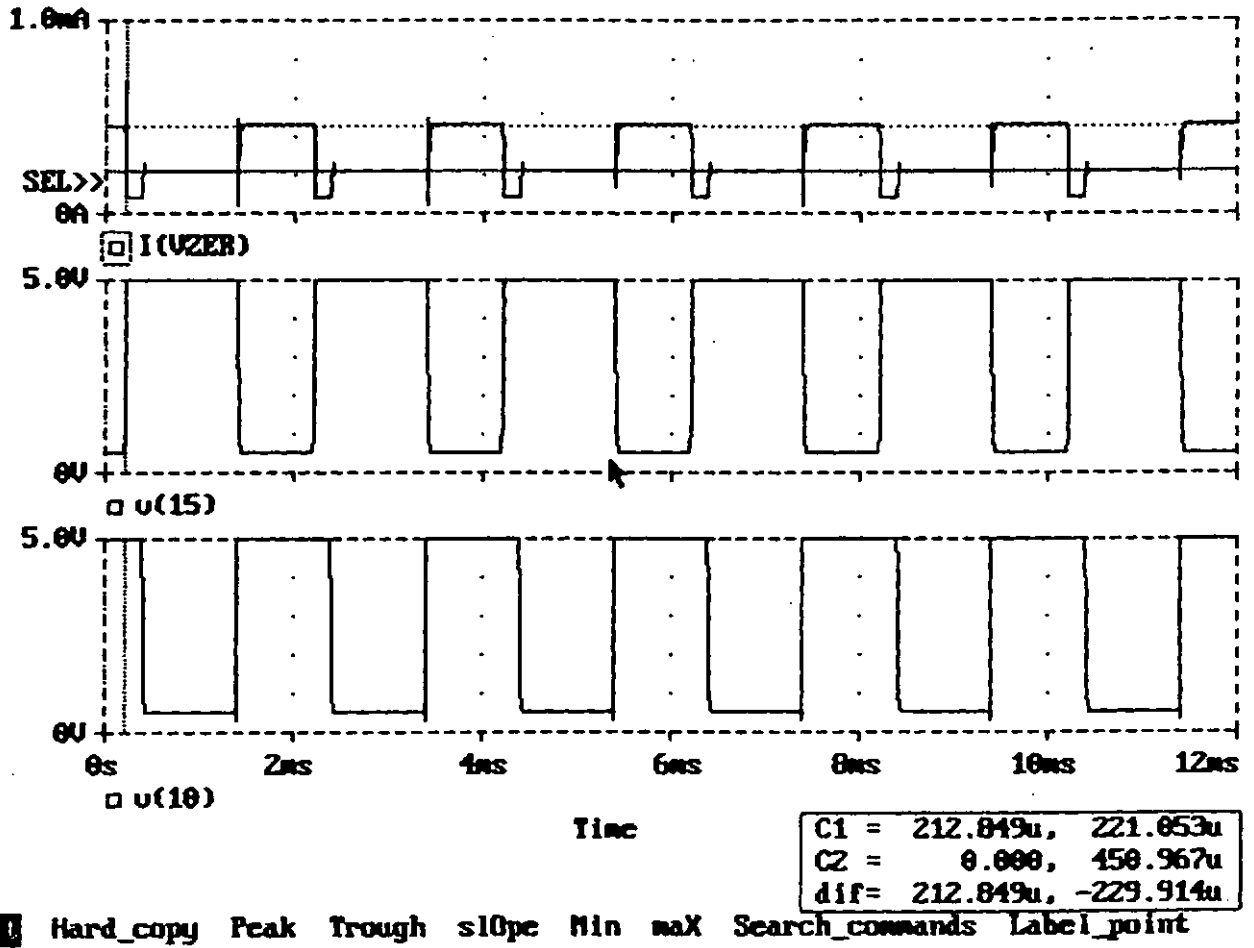 1.0mA
SEL>>
0A
I(VZER)
5.0V
0V
v(15)
5.0V
0V
0s 2ms 4ms 6ms 8ms 10ms 12ms
v(10)
Time
C1 = 212.049u, 221.053u
C2 = 0.000, 450.967u
dif= 212.049u, -229.914u
Hard_copy Peak Trough slOpe Min maX Search_commands Label_point